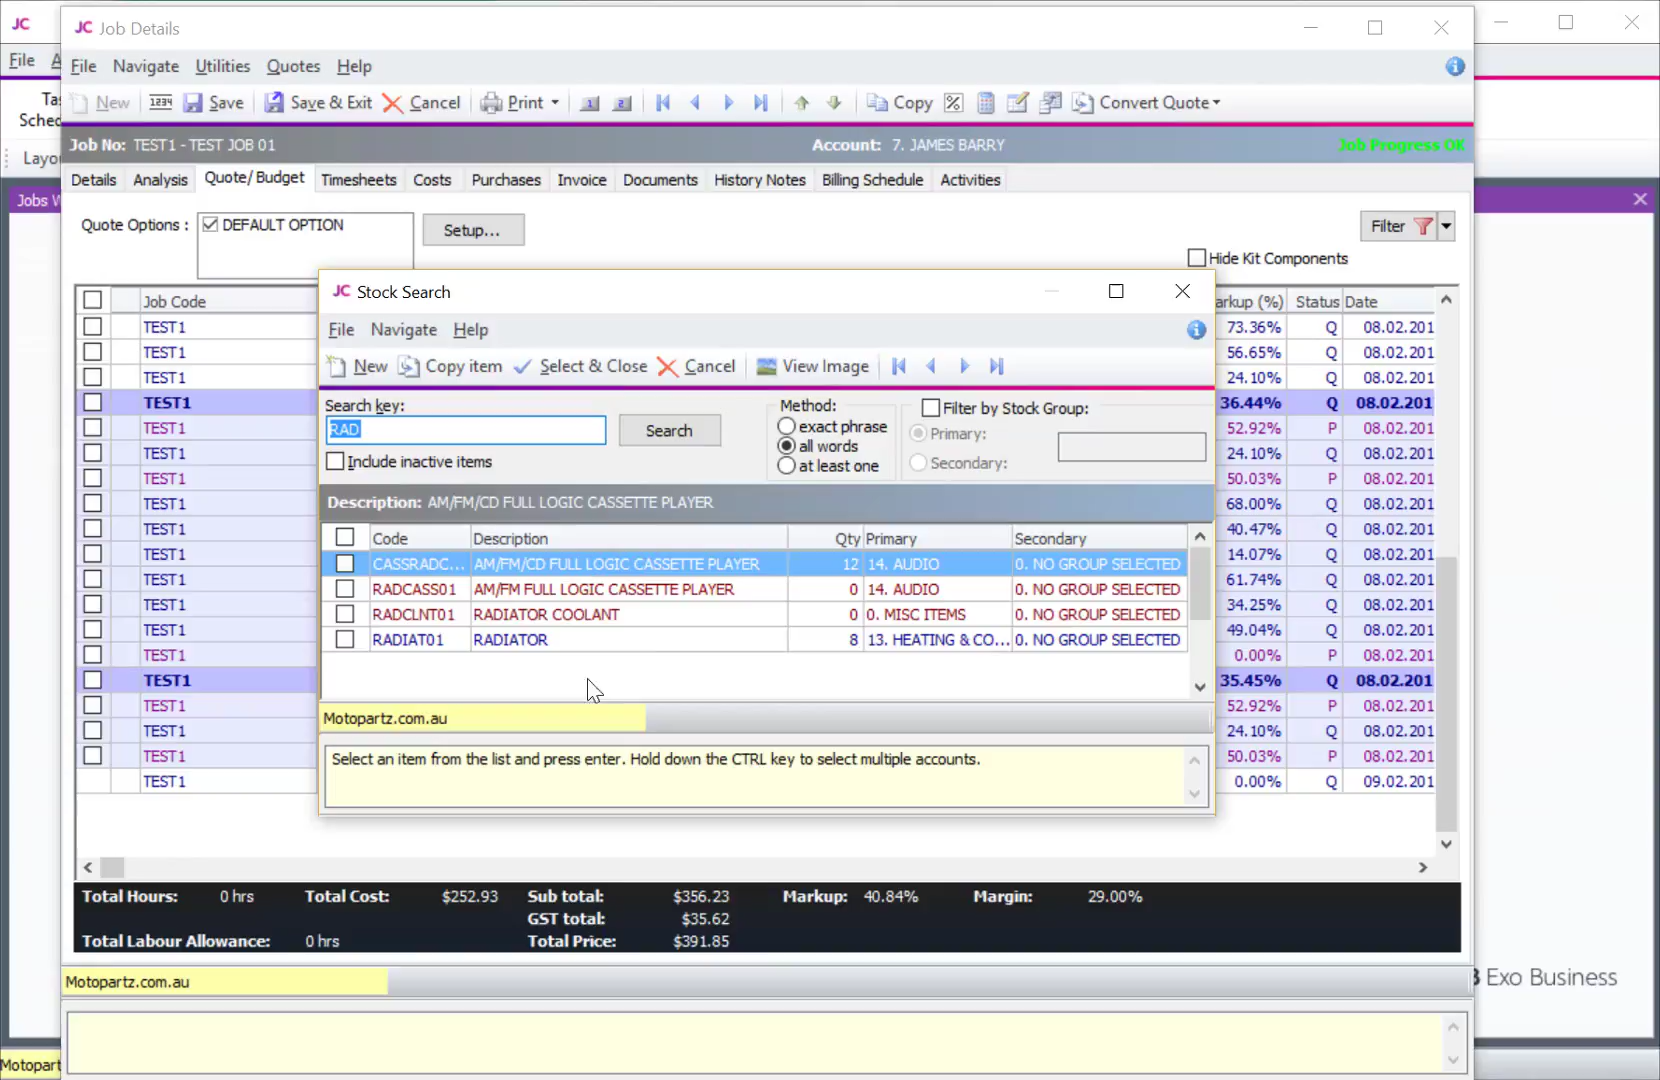 JC
JC Job Details
File
File Navigate Utilities Quotes Help
New Save Save & Exit Cancel Print Copy Convert Quote
Job No: TEST1 - TEST JOB 01 Account: 7. JAMES BARRY Job Progress OK
Details Analysis Quote/Budget Timesheets Costs Purchases Invoice Documents History Notes Billing Schedule Activities
Quote Options : DEFAULT OPTION Setup... Filter
Hide Kit Components
Job Code Status Date
TEST1 73.36% Q 08.02.201
TEST1 56.65% Q 08.02.201
TEST1 24.10% Q 08.02.201
TEST1 36.44% Q 08.02.201
TEST1 52.92% P 08.02.201
TEST1 24.10% Q 08.02.201
TEST1 50.03% P 08.02.201
TEST1 68.00% Q 08.02.201
TEST1 40.47% Q 08.02.201
TEST1 14.07% Q 08.02.201
TEST1 61.74% Q 08.02.201
TEST1 34.25% Q 08.02.201
TEST1 49.04% Q 08.02.201
TEST1 0.00% P 08.02.201
TEST1 35.45% Q 08.02.201
TEST1 52.92% P 08.02.201
TEST1 24.10% Q 08.02.201
TEST1 50.03% P 08.02.201
TEST1 0.00% Q 09.02.201
JC Stock Search
File Navigate Help
New Copy item Select & Close Cancel View Image
Search key:
RAD Search
Include inactive items
Method:
exact phrase
all words
at least one
Filter by Stock Group:
Primary:
Secondary:
Description: AM/FM/CD FULL LOGIC CASSETTE PLAYER
Code Description Qty Primary Secondary
CASSRADC... AM/FM/CD FULL LOGIC CASSETTE PLAYER 12 14. AUDIO 0. NO GROUP SELECTED
RADCASS01 AM/FM FULL LOGIC CASSETTE PLAYER 0 14. AUDIO 0. NO GROUP SELECTED
RADCLNT01 RADIATOR COOLANT 0 0. MISC ITEMS 0. NO GROUP SELECTED
RADIAT01 RADIATOR 8 13. HEATING & CO... 0. NO GROUP SELECTED
Motopartz.com.au
Select an item from the list and press enter. Hold down the CTRL key to select multiple accounts.
Total Hours: 0 hrs Total Cost: $252.93 Sub total: $356.23 Markup: 40.84% Margin: 29.00%
GST total: $35.62
Total Labour Allowance: 0 hrs Total Price: $391.85
Motopartz.com.au
Exo Business